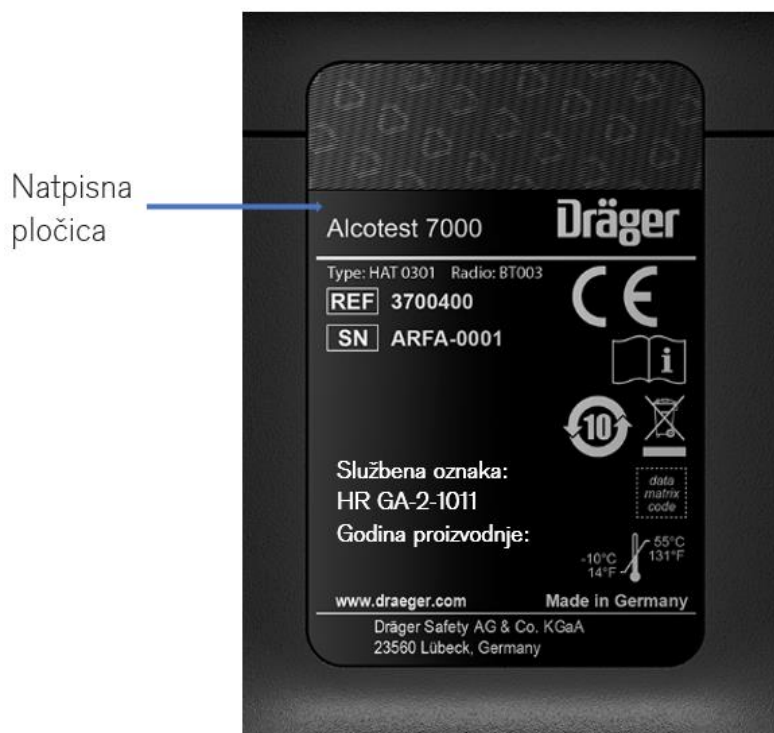 Natpisna
pločica
Alcotest 7000
Dräger
Type: HAT 0301 Radio: BT003
CE
REF 3700400
SN ARFA-0001
i
10
Službena oznaka:
HR GA-2-1011
Godina proizvodnje:
data
matrix
code
-10°C
14°F
55°C
131°F
www.draeger.com
Made in Germany
Dräger Safety AG & Co. KGaA
23560 Lübeck, Germany